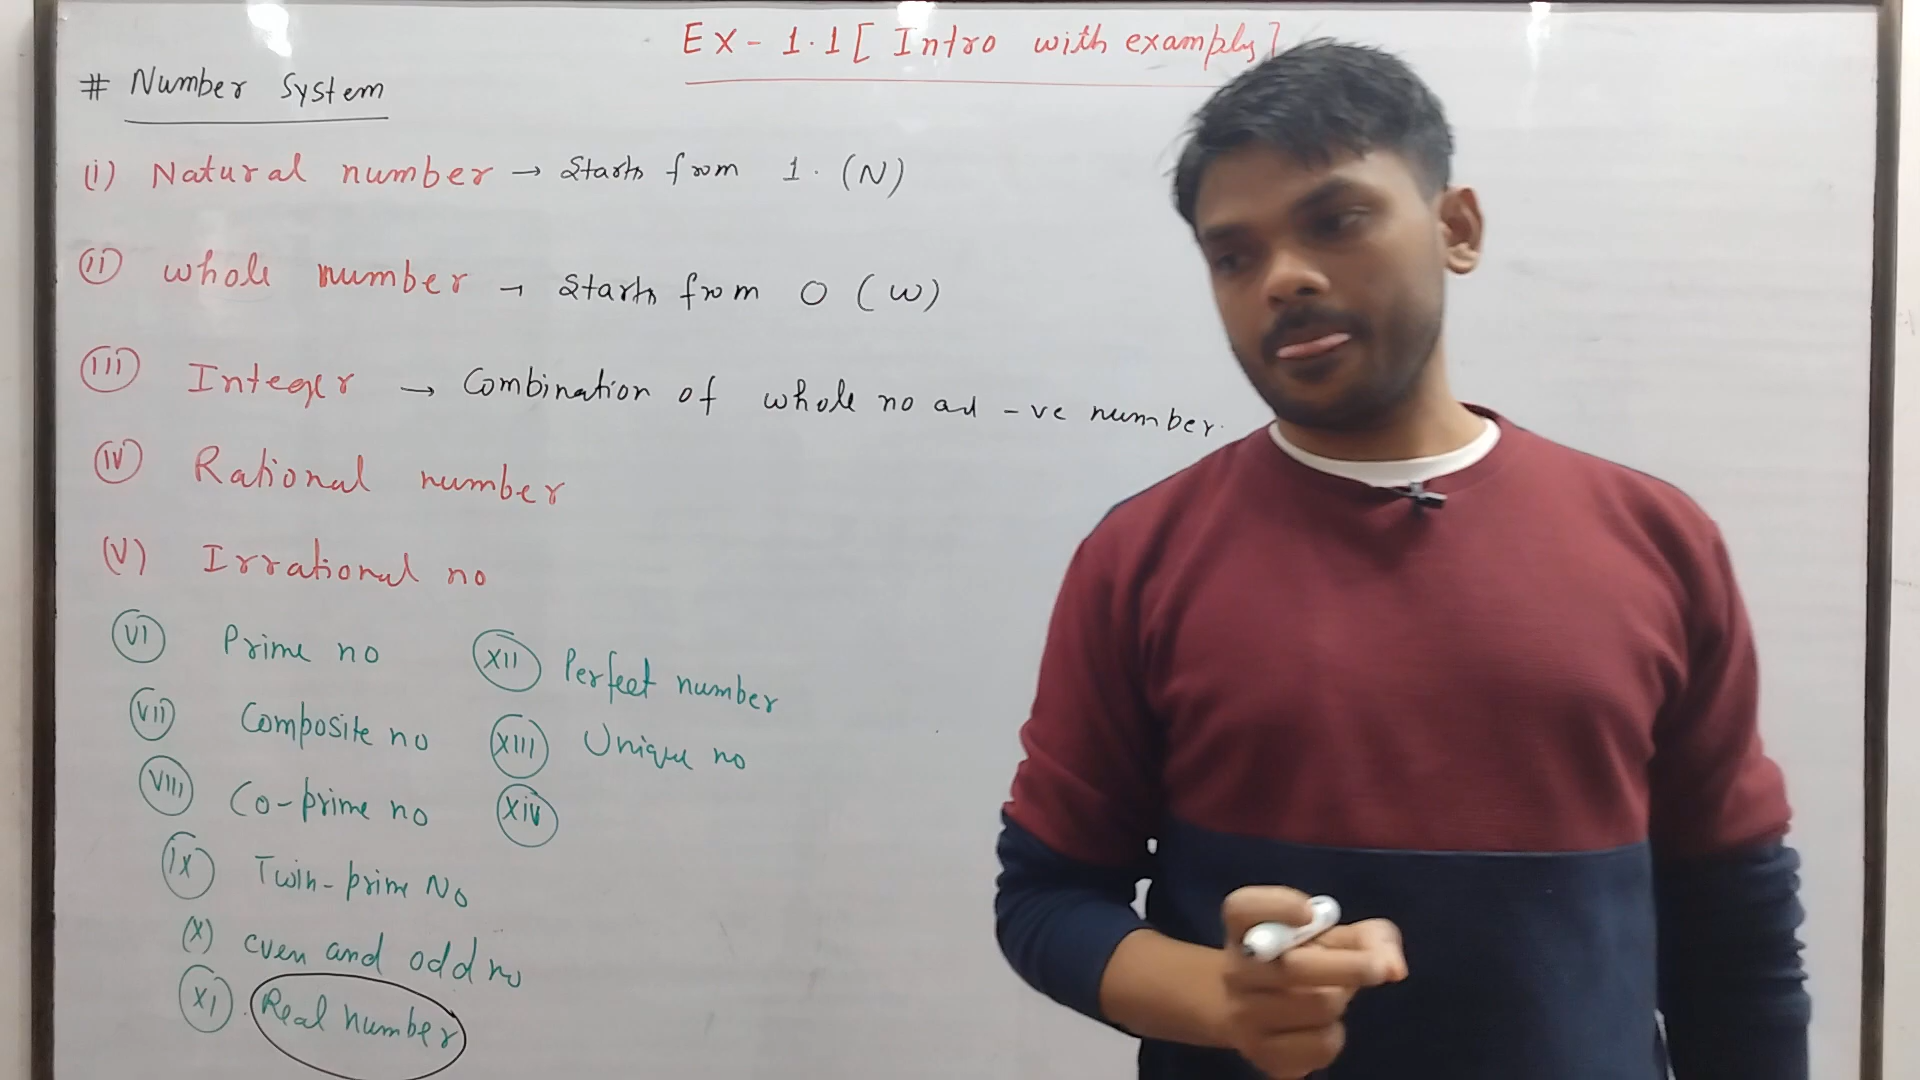 Ex- 1.1 [ Intro with examply]
# Number System
(i) Natural number → Starts from 1. (N)
(ii) whole number → Starts from 0 (W)
(iii) Integer → Combination of whole no and -ve number.
(iv) Rational number
(V) Irrational no
(VI) Prime no
(VII) Composite no
(VIII) Co-prime no
(IX) Twin-prime No
(X) even and odd no
(XI) Real number
(XII) Perfect number
(XIII) Unique no
(XIV)